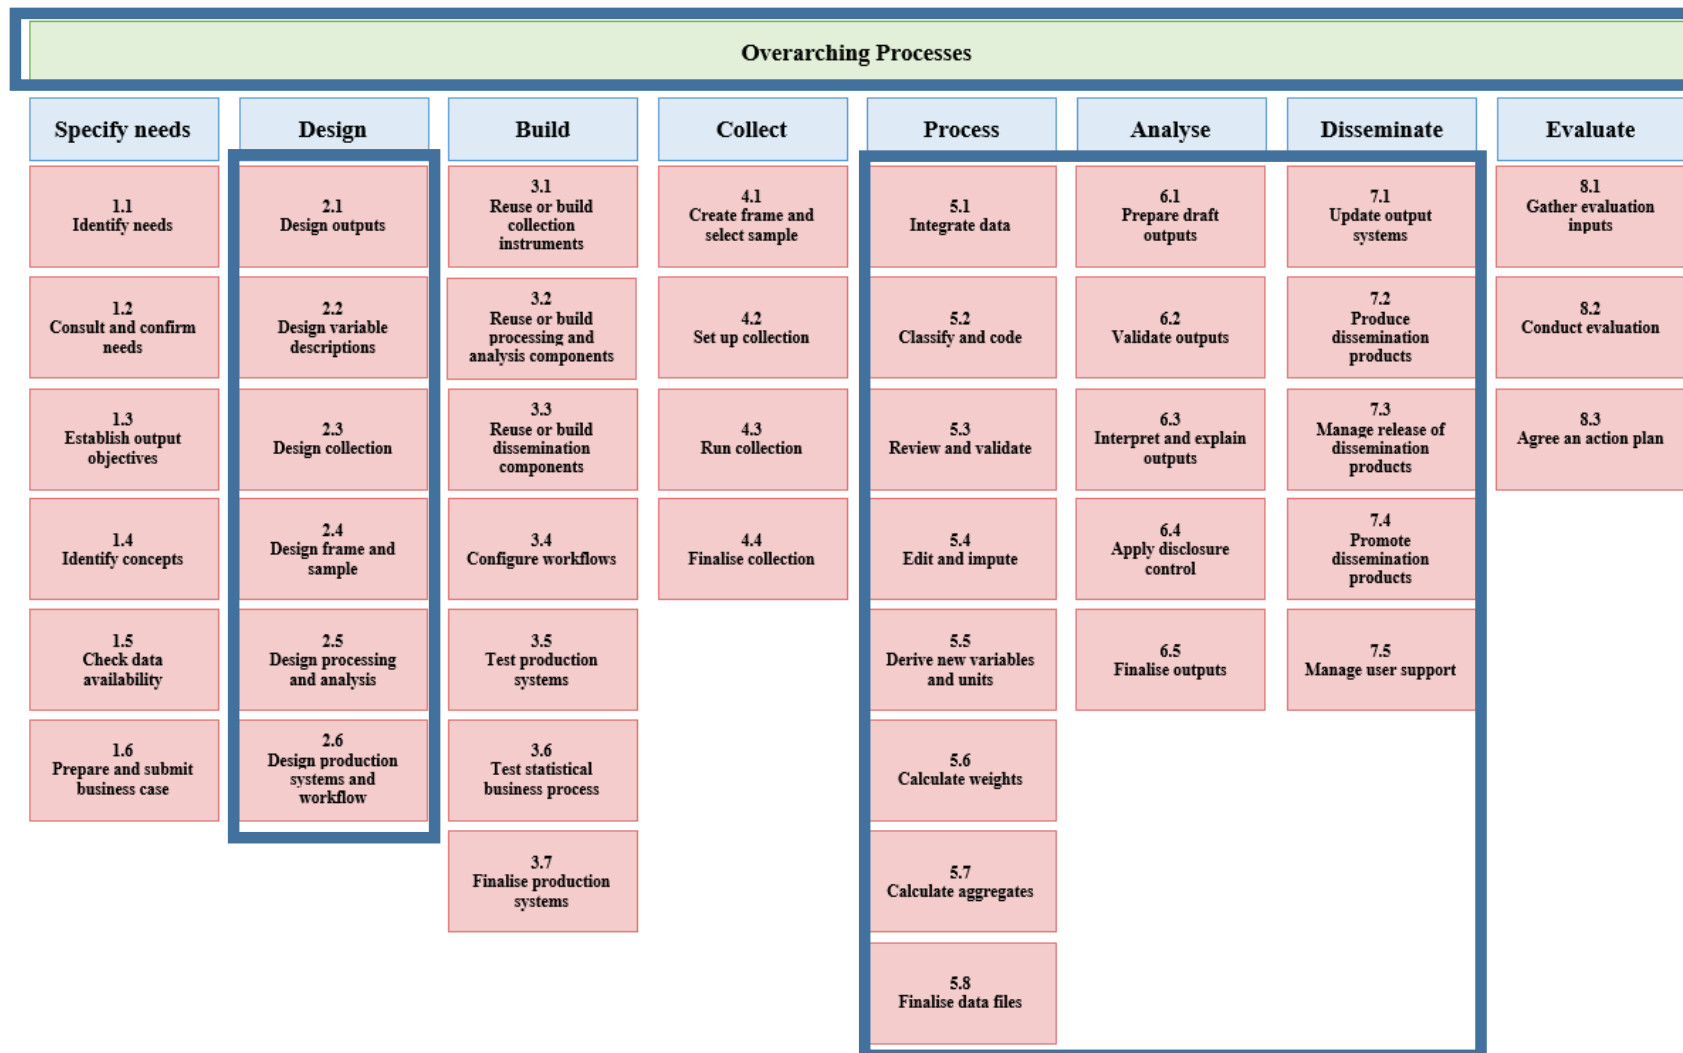 Overarching Processes
Specify needs
Design
Build
Collect
Process
Analyse
Disseminate
Evaluate
1.1
Identify needs
2.1
Design outputs
3.1
Reuse or build
collection
instruments
4.1
Create frame and
select sample
5.1
Integrate data
6.1
Prepare draft
outputs
7.1
Update output
systems
8.1
Gather evaluation
inputs
1.2
Consult and confirm
needs
2.2
Design variable
descriptions
3.2
Reuse or build
processing and
analysis components
4.2
Set up collection
5.2
Classify and code
6.2
Validate outputs
7.2
Produce
dissemination
products
8.2
Conduct evaluation
1.3
Establish output
objectives
2.3
Design collection
3.3
Reuse or build
dissemination
components
4.3
Run collection
5.3
Review and validate
6.3
Interpret and explain
outputs
7.3
Manage release of
dissemination
products
8.3
Agree an action plan
1.4
Identify concepts
2.4
Design frame and
sample
3.4
Configure workflows
4.4
Finalise collection
5.4
Edit and impute
6.4
Apply disclosure
control
7.4
Promote
dissemination
products
1.5
Check data
availability
2.5
Design processing
and analysis
3.5
Test production
systems
5.5
Derive new variables
and units
6.5
Finalise outputs
7.5
Manage user support
1.6
Prepare and submit
business case
2.6
Design production
systems and
workflow
3.6
Test statistical
business process
5.6
Calculate weights
3.7
Finalise production
systems
5.7
Calculate aggregates
5.8
Finalise data files